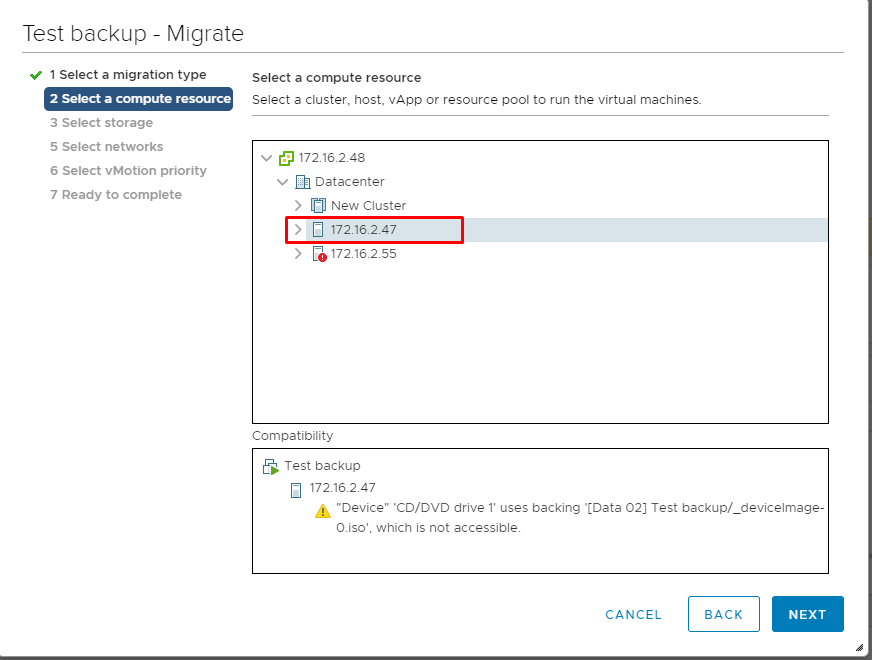 Test backup - Migrate
1 Select a migration type
2 Select a compute resource
3 Select storage
5 Select networks
6 Select vMotion priority
7 Ready to complete
Select a compute resource
Select a cluster, host, vApp or resource pool to run the virtual machines.
172.16.2.48
Datacenter
New Cluster
172.16.2.47
172.16.2.55
Compatibility
Test backup
172.16.2.47
"Device" 'CD/DVD drive 1' uses backing '[Data 02] Test backup/_deviceImage-
0.iso', which is not accessible.
CANCEL
BACK
NEXT